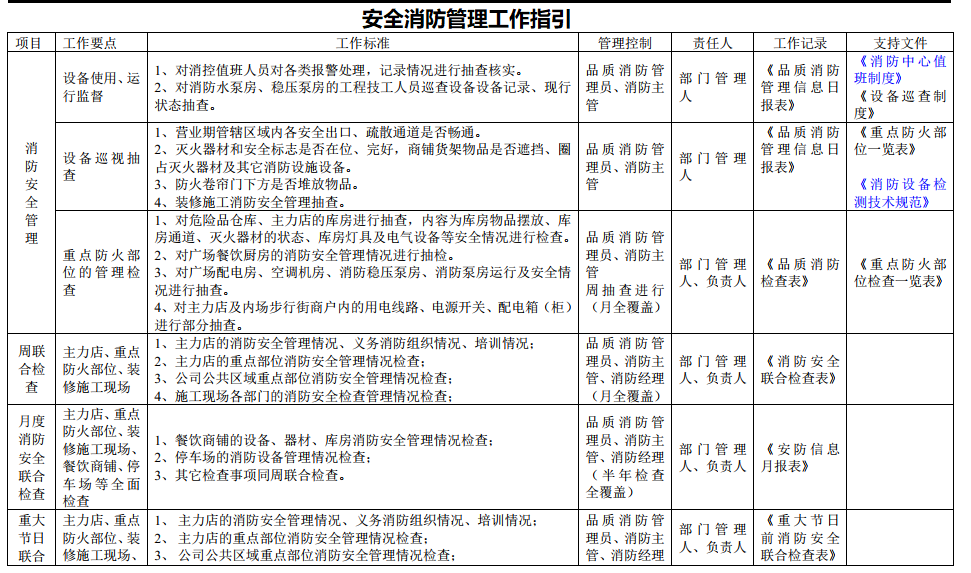 安全消防管理工作指引
项目
工作要点
工作标准
管理控制
责任人
工作记录
支持文件
消
防
安
全
管
理
设备使用、运
行监督
1、对消控值班人员对各类报警处理，记录情况进行抽查核实。
2、对消防水泵房、稳压泵房的工程技工人员巡查设备设备记录、现行
状态抽查。
品质消防管
理员、消防主
管
部门管理
人
《品质消防
管理信息日
报表》
《消防中心值
班制度》
《设备巡查制
度》
设备巡视抽
查
1、营业期管辖区域内各安全出口、疏散通道是否畅通。
2、灭火器材和安全标志是否在位、完好，商铺货架物品是否遮挡、圈
占灭火器材及其它消防设施设备。
3、防火卷帘门下方是否堆放物品。
4、装修施工消防安全管理抽查。
品质消防管
理员、消防主
管
部门管理
人
《品质消防
管理信息日
报表》
《重点防火部
位一览表》
《消防设备检
测技术规范》
重点防火部
位的管理检
查
1、对危险品仓库、主力店的库房进行抽查，内容为库房物品摆放、库
房通道、灭火器材的状态、库房灯具及电气设备等安全情况进行检查。
2、对广场餐饮厨房的消防安全管理情况进行抽检。
3、对广场配电房、空调机房、消防稳压泵房、消防泵房运行及安全情
况进行抽查。
4、对主力店及内场步行街商户内的用电线路、电源开关、配电箱（柜）
进行部分抽查。
品质消防管
理员、消防主
管
周抽查进行
（月全覆盖）
部门管理
人、负责人
《品质消防
检查表》
《重点防火部
位检查一览表》
周联
合检
查
主力店、重点
防火部位、装
修施工现场
1、主力店的消防安全管理情况、义务消防组织情况、培训情况；
2、主力店的重点部位消防安全管理情况检查；
3、公司公共区域重点部位消防安全管理情况检查；
4、施工现场各部门的消防安全检查管理情况检查；
品质消防管
理员、消防主
管、消防经理
（月全覆盖）
部门管理
人、负责人
《消防安全
联合检查表》
月度
消防
安全
联合
检查
主力店、重点
防火部位、装
修施工现场、
餐饮商铺、停
车场等全面
检查
1、餐饮商铺的设备、器材、库房消防安全管理情况检查；
2、停车场的消防设备管理情况检查；
3、其它检查事项同周联合检查。
品质消防管
理员、消防主
管、消防经理
（半年检查
全覆盖）
部门管理
人、负责人
《安防信息
月报表》
重大
节日
联合
主力店、重点
防火部位、装
修施工现场、
1、 主力店的消防安全管理情况、义务消防组织情况、培训情况；
2、 主力店的重点部位消防安全管理情况检查；
3、 公司公共区域重点部位消防安全管理情况检查；
品质消防管
理员、消防主
管、消防经理
部门管理
人、负责人
《重大节日
前消防安全
联合检查表》